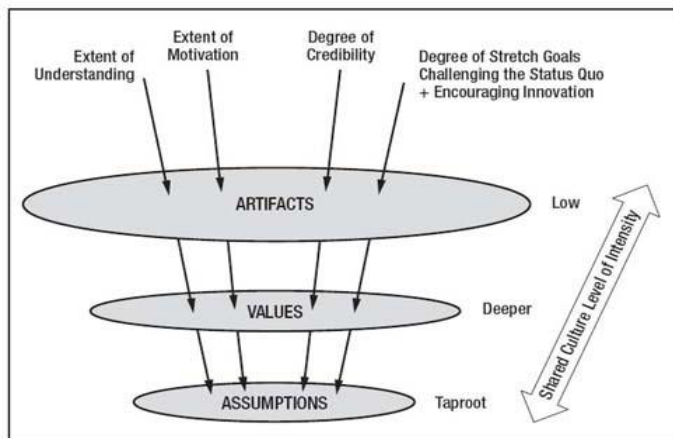 Extent of
Understanding
Extent of
Motivation
Degree of
Credibility
Degree of Stretch Goals
Challenging the Status Quo
+ Encouraging Innovation
ARTIFACTS
Low
VALUES
Deeper
ASSUMPTIONS
Taproot
Shared Culture Level of Intensity